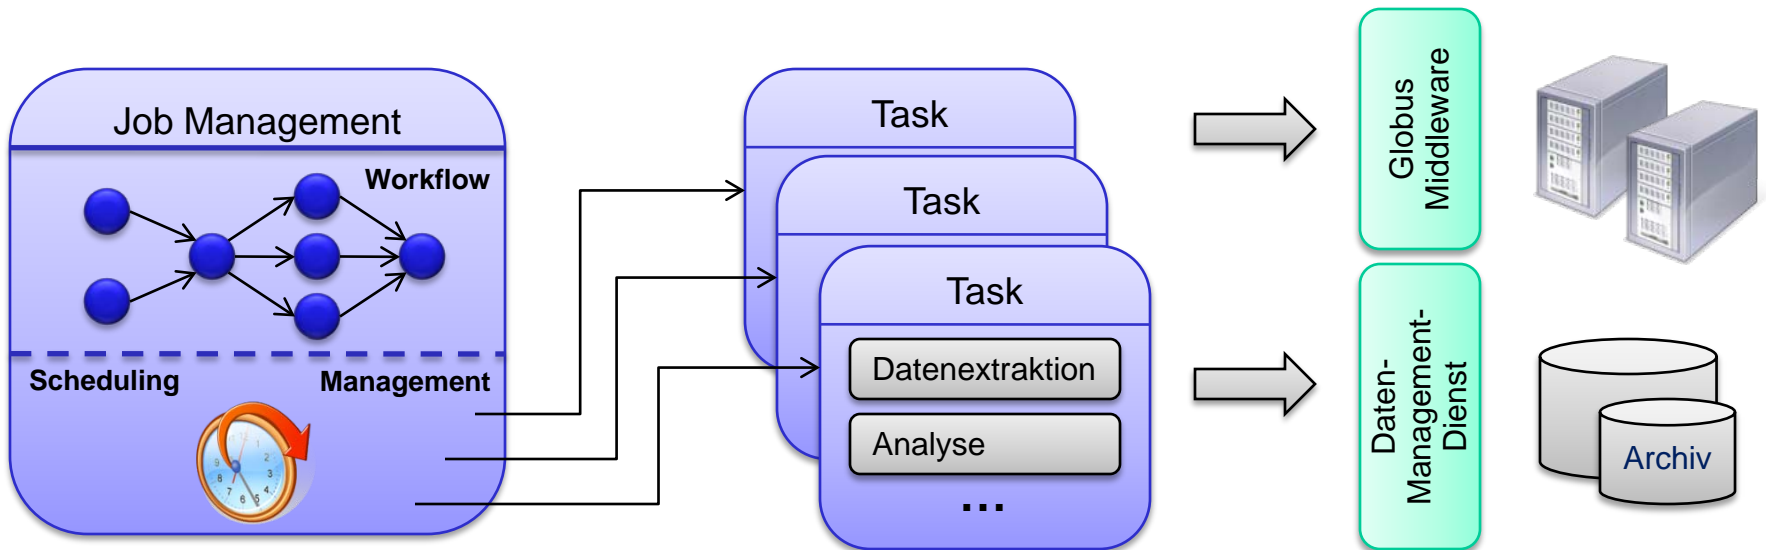 Job Management
Workflow
Scheduling
Management
Task
Task
Task
Datenextraktion
Analyse
...
Globus
Middleware
Daten-
Management-
Dienst
Archiv